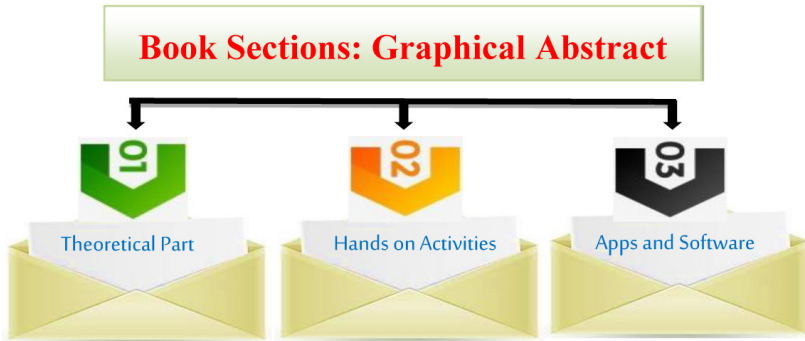 Book Sections: Graphical Abstract
01
02
03
Theoretical Part
Hands on Activities
Apps and Software